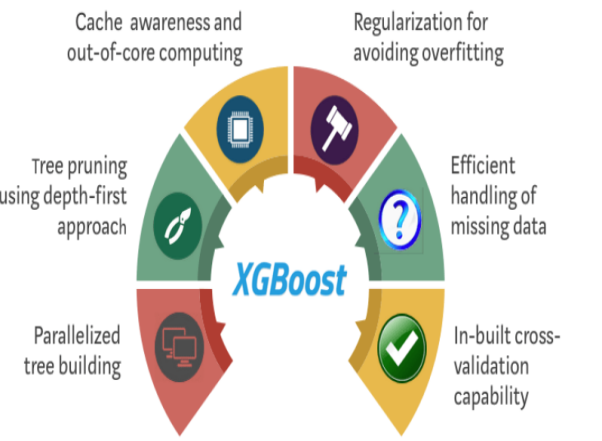 Cache awareness and
out-of-core computing
Regularization for
avoiding overfitting
Tree pruning
using depth-first
approach
Efficient
handling of
missing data
XGBoost
Parallelized
tree building
In-built cross-
validation
capability